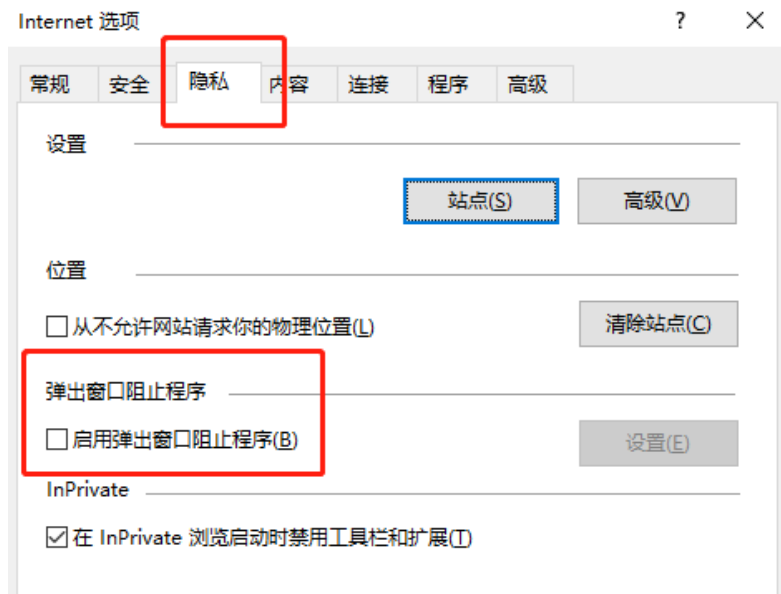 Internet 选项 ?
常规 安全 隐私 内容 连接 程序 高级
设置
站点(S) 高级(V)
位置
从不允许网站请求你的物理位置(L) 清除站点(C)
弹出窗口阻止程序
启用弹出窗口阻止程序(B) 设置(E)
InPrivate
在 InPrivate 浏览启动时禁用工具栏和扩展(T)